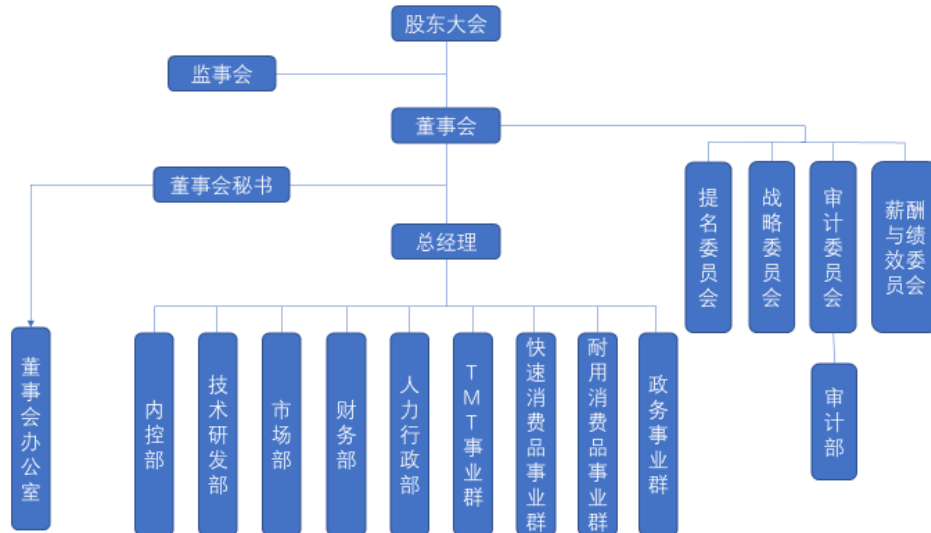 股东大会
监事会
董事会
董事会秘书
总经理
提名委员会
战略委员会
审计委员会
薪酬与绩效委员会
董事会办公室
内控部
技术研发部
市场部
财务部
人力行政部
TMT事业群
快速消费品事业群
耐用消费品事业群
政务事业群
审计部